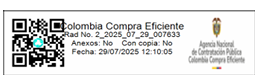 Colombia Compra Eficiente
Rad No. 2_2025_07_29_007633
Anexos: No Con copia: No
Fecha: 29/07/2025 12:10:05
Agencia Nacional
de Contratación Pública
Colombia Compra Eficiente